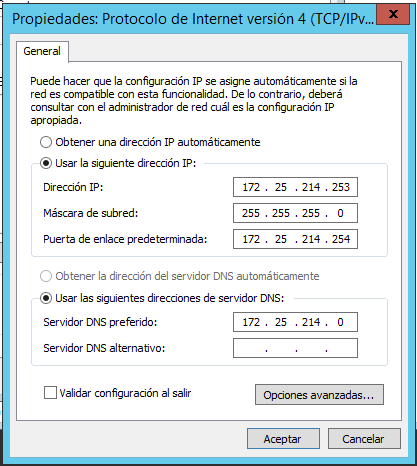 Propiedades: Protocolo de Internet versión 4 (TCP/IPv...
General
Puede hacer que la configuración IP se asigne automáticamente si la
red es compatible con esta funcionalidad. De lo contrario, deberá
consultar con el administrador de red cuál es la configuración IP
apropiada.
Obtener una dirección IP automáticamente
Usar la siguiente dirección IP:
Dirección IP: 172 . 25 . 214 . 253
Máscara de subred: 255 . 255 . 255 . 0
Puerta de enlace predeterminada: 172 . 25 . 214 . 254
Obtener la dirección del servidor DNS automáticamente
Usar las siguientes direcciones de servidor DNS:
Servidor DNS preferido: 172 . 25 . 214 . 0
Servidor DNS alternativo: . . .
Validar configuración al salir
Opciones avanzadas...
Aceptar Cancelar